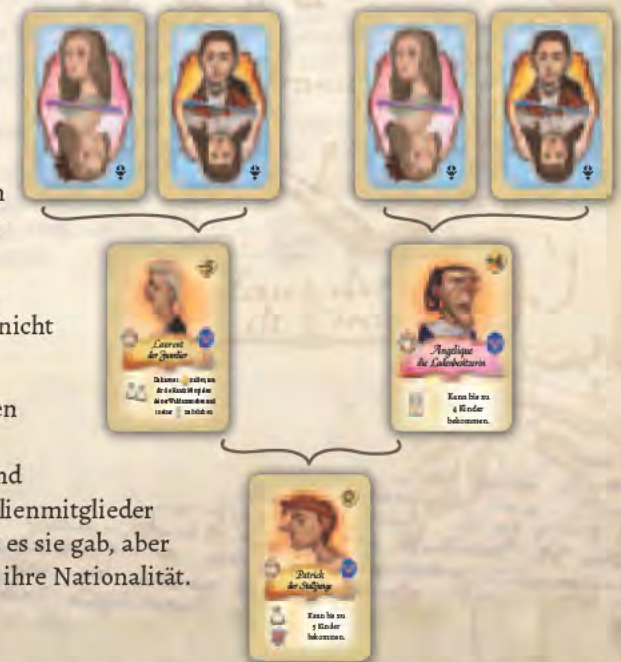 n
nicht
en
nd
lienmitglieder
es sie gab, aber
ihre Nationalität.
Laurent
der Juwelier
Angelique
die Ladenbesitzerin
Kann bis zu
4 Kinder
bekommen.
Patrick
der Stalljunge
Kann bis zu
5 Kinder
bekommen.